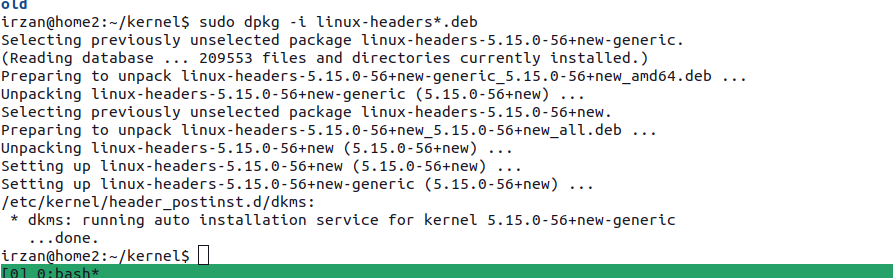 old
irzan@home2:~/kernel$ sudo dpkg -i linux-headers*.deb
Selecting previously unselected package linux-headers-5.15.0-56+new-generic.
(Reading database ... 209553 files and directories currently installed.)
Preparing to unpack linux-headers-5.15.0-56+new-generic_5.15.0-56+new_amd64.deb ...
Unpacking linux-headers-5.15.0-56+new-generic (5.15.0-56+new) ...
Selecting previously unselected package linux-headers-5.15.0-56+new.
Preparing to unpack linux-headers-5.15.0-56+new_5.15.0-56+new_all.deb ...
Unpacking linux-headers-5.15.0-56+new (5.15.0-56+new) ...
Setting up linux-headers-5.15.0-56+new (5.15.0-56+new) ...
Setting up linux-headers-5.15.0-56+new-generic (5.15.0-56+new) ...
/etc/kernel/header_postinst.d/dkms:
 * dkms: running auto installation service for kernel 5.15.0-56+new-generic
   ...done.
irzan@home2:~/kernel$
[0] 0:bash*